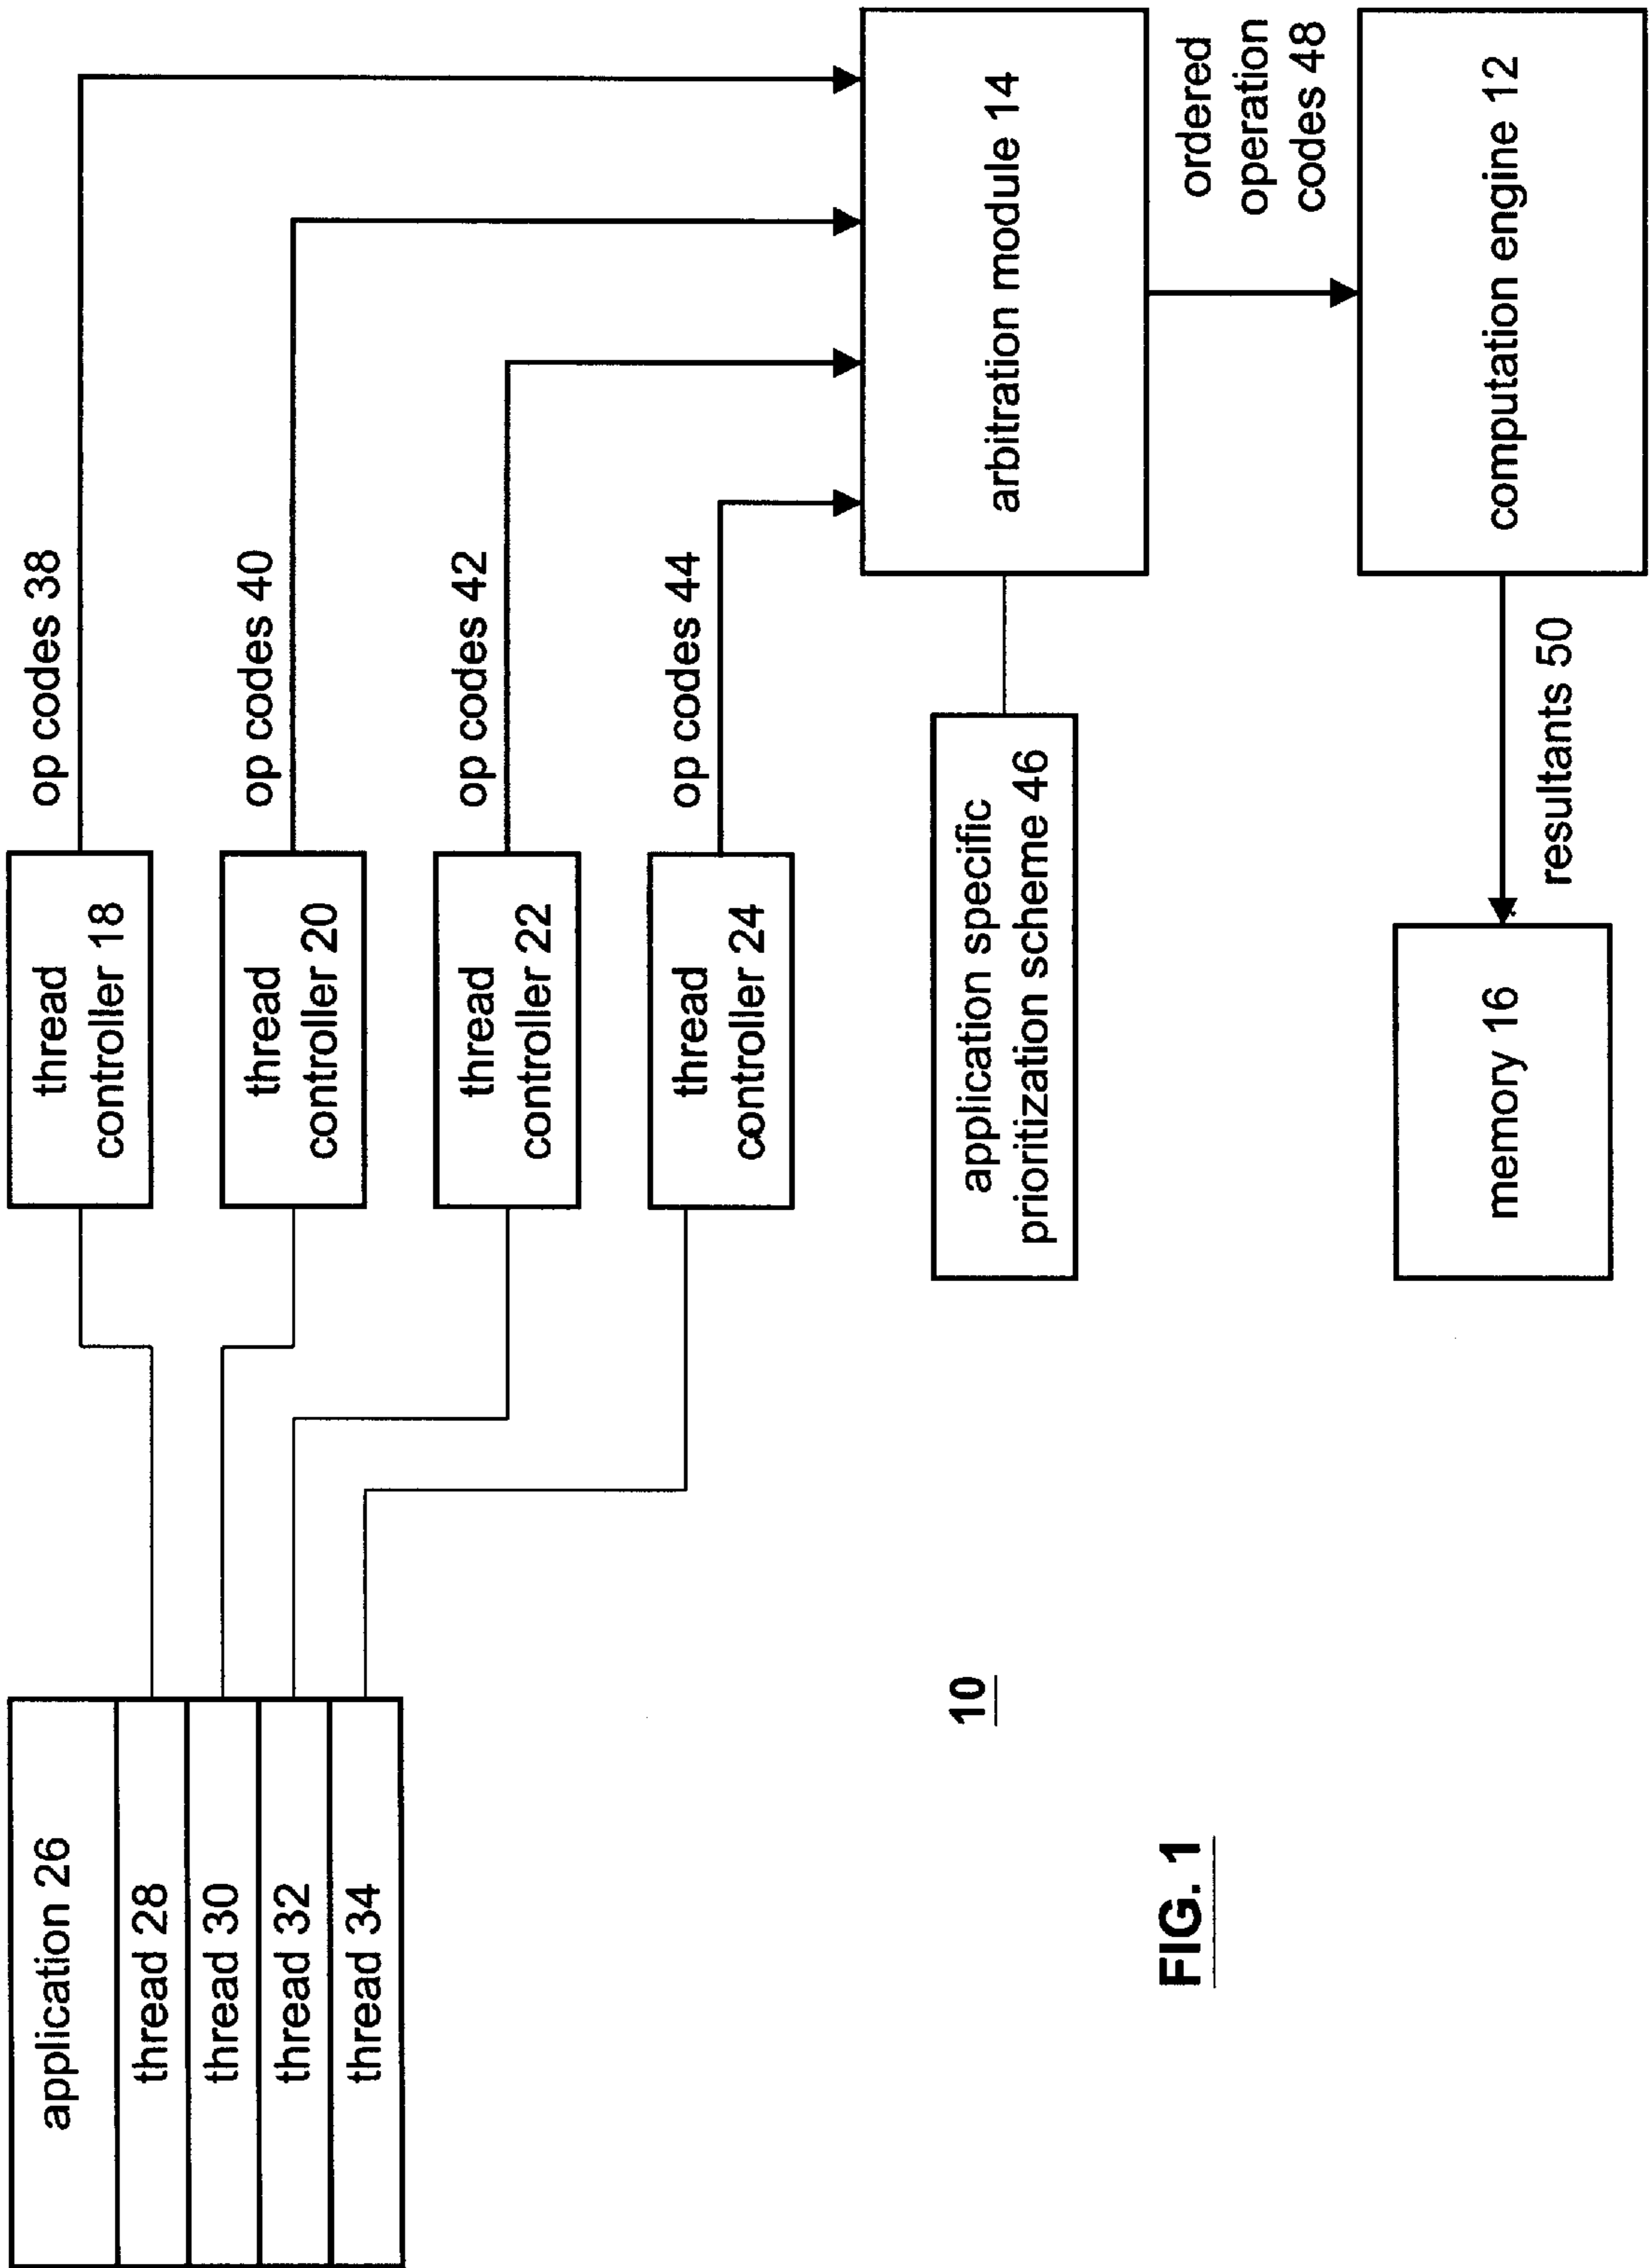 application 26
thread 28
thread 30
thread 32
thread 34
thread
controller 18
thread
controller 20
thread
controller 22
thread
controller 24
op codes 38
op codes 40
op codes 42
op codes 44
application specific
prioritization scheme 46
arbitration module 14
ordered
operation
codes 48
computation engine 12
resultants 50
memory 16
10
FIG. 1